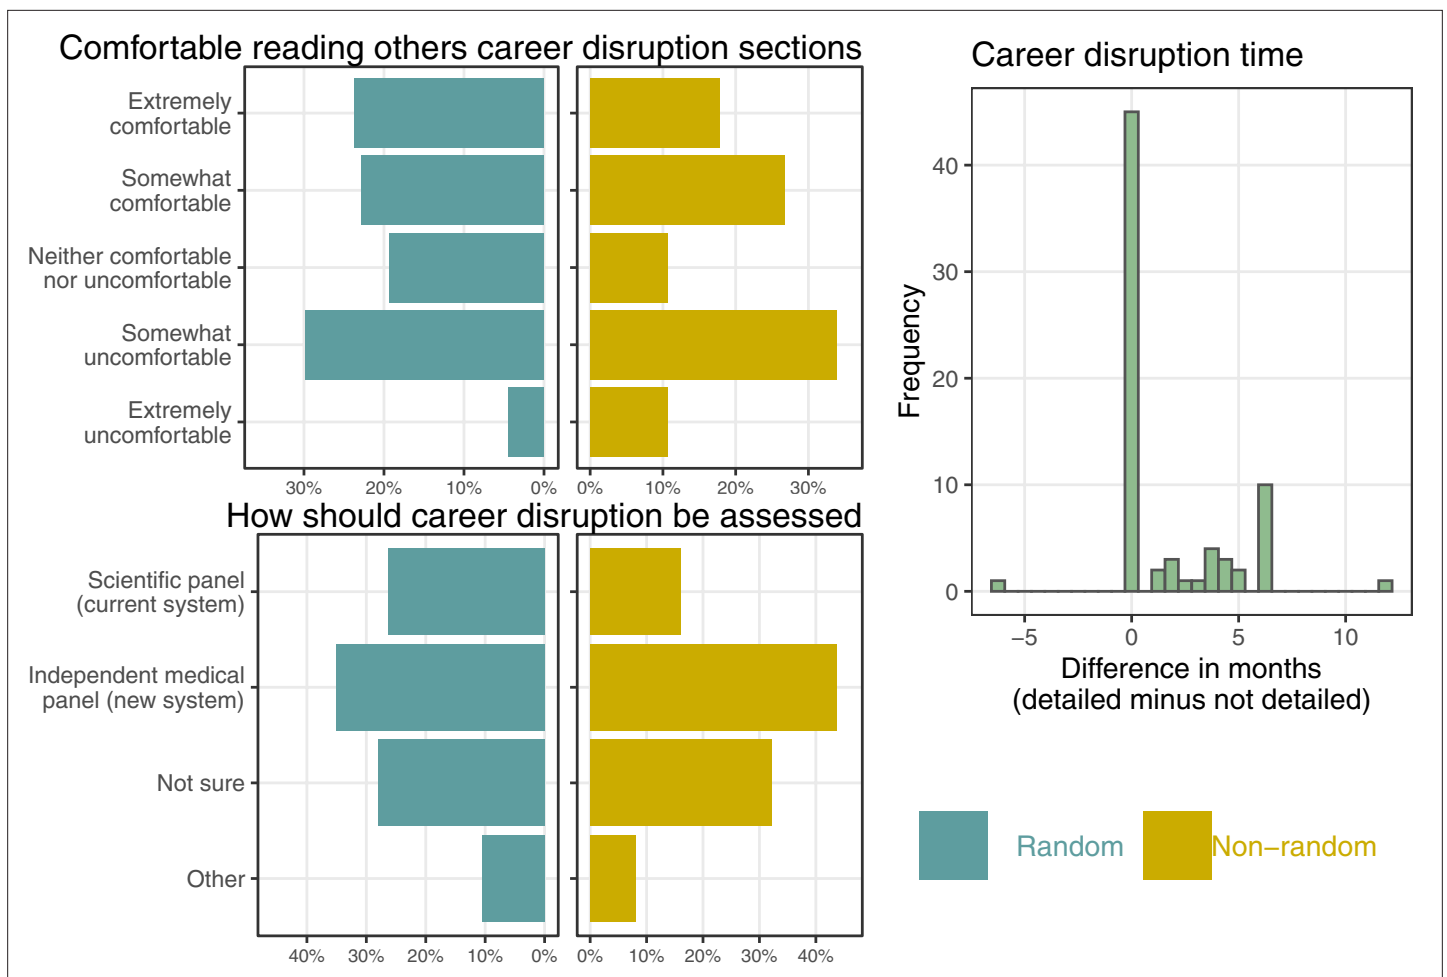 Comfortable reading others career disruption sections
Extremely
comfortable
Somewhat
comfortable
Neither comfortable
nor uncomfortable
Somewhat
uncomfortable
Extremely
uncomfortable
30% 20% 10% 0% 0% 10% 20% 30%
How should career disruption be assessed
Scientific panel
(current system)
Independent medical
panel (new system)
Not sure
Other
40% 30% 20% 10% 0% 0% 10% 20% 30% 40%
Career disruption time
Frequency
40
30
20
10
0
−5 0 5 10
Difference in months
(detailed minus not detailed)
Random Non−random